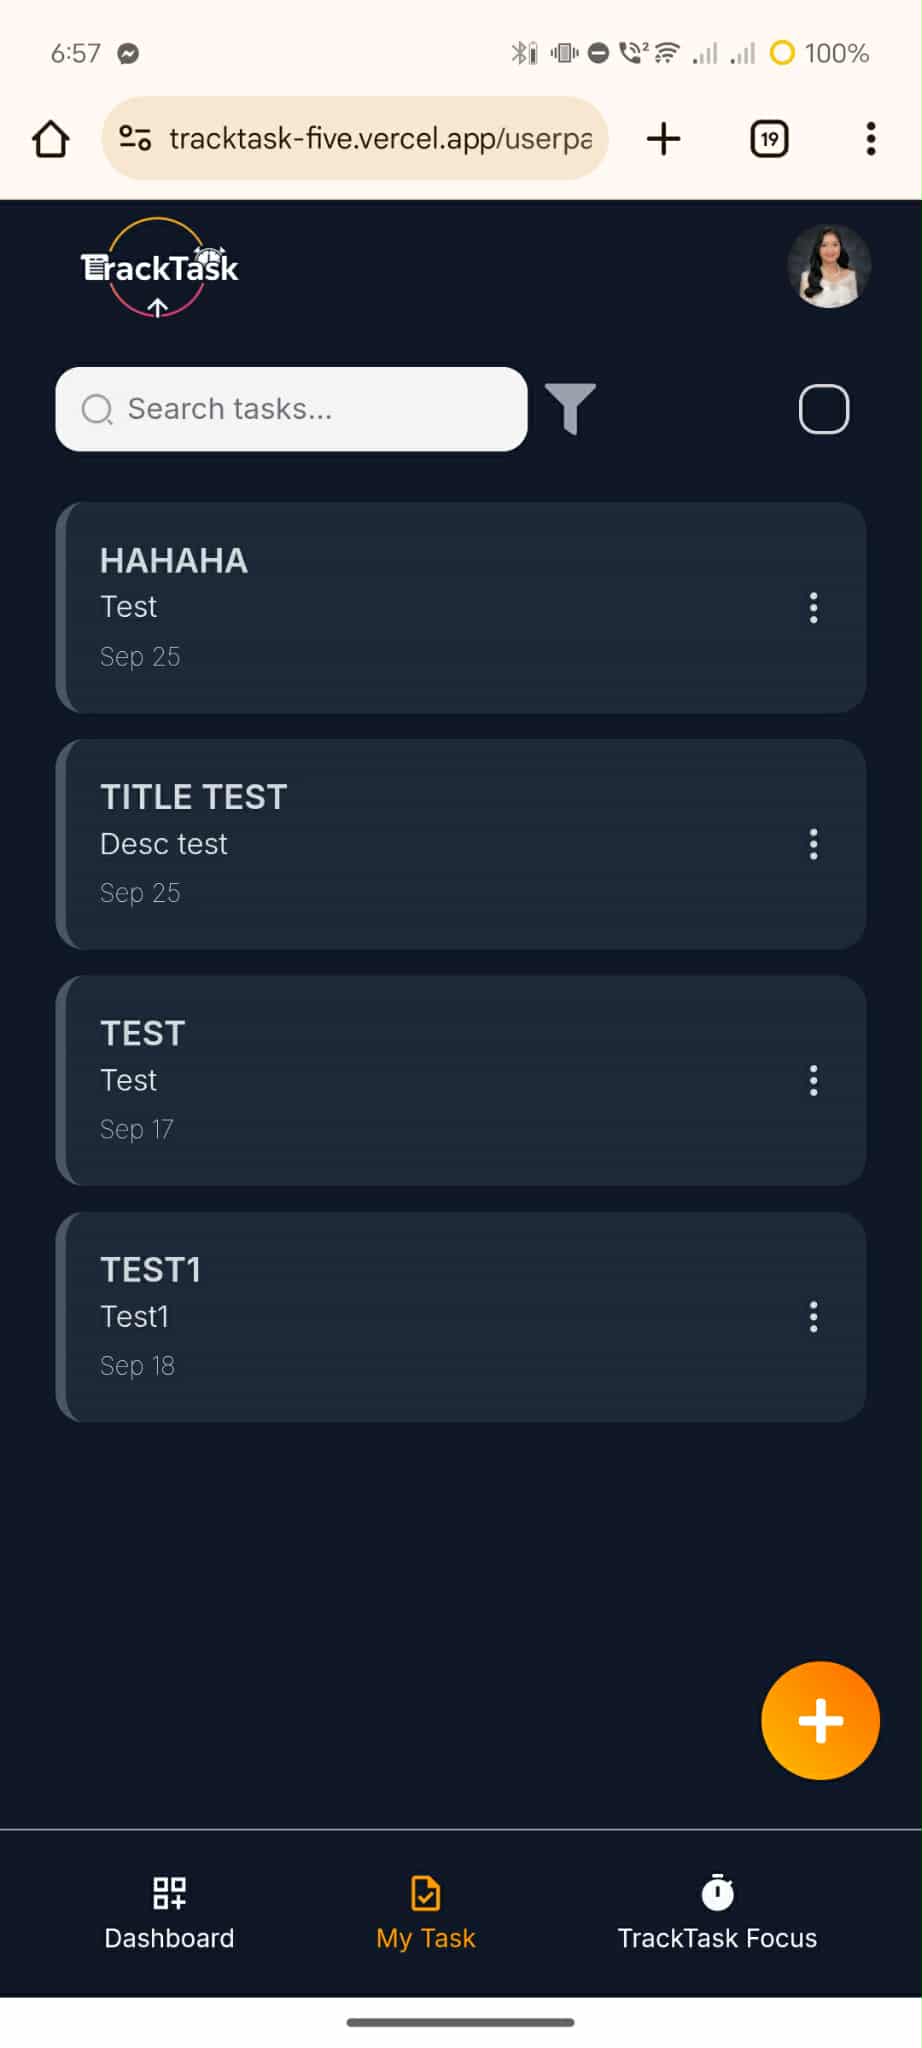 6:57
100%
tracktask-five.vercel.app/userpa
19
TrackTask
Search tasks...
HAHAHA
Test
Sep 25
TITLE TEST
Desc test
Sep 25
TEST
Test
Sep 17
TEST1
Test1
Sep 18
Dashboard
My Task
TrackTask Focus